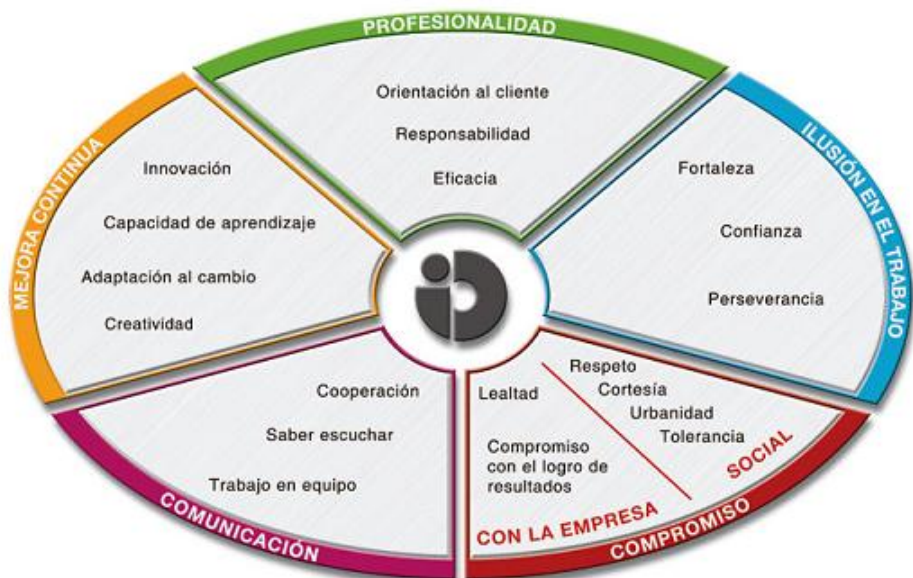 PROFESIONALIDAD
Orientación al cliente
Responsabilidad
Eficacia
ILUSIÓN EN EL TRABAJO
Fortaleza
Confianza
Perseverancia
COMPROMISO
SOCIAL
Respeto
Cortesía
Urbanidad
Tolerancia
CON LA EMPRESA
Lealtad
Compromiso
con el logro de
resultados
COMUNICACIÓN
Cooperación
Saber escuchar
Trabajo en equipo
MEJORA CONTINUA
Innovación
Capacidad de aprendizaje
Adaptación al cambio
Creatividad